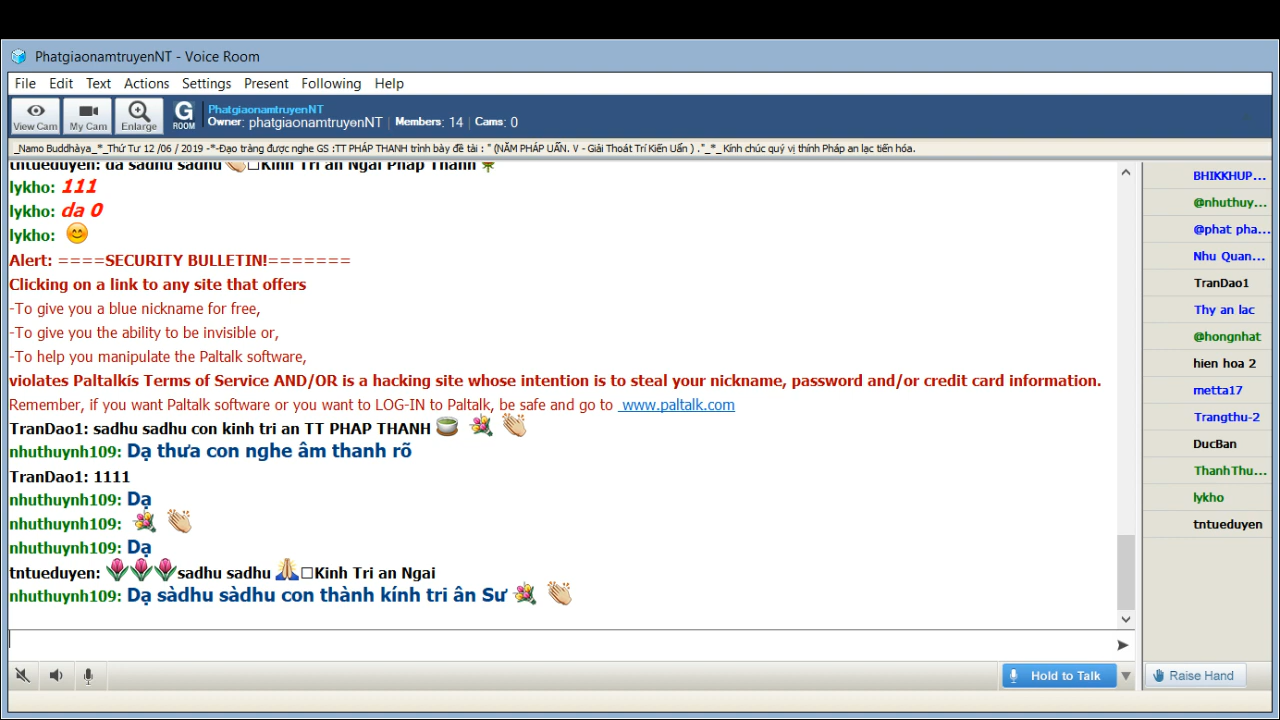 PhatgiaonamtruyenNT - Voice Room
File Edit Text Actions Settings Present Following Help
View Cam My Cam Enlarge G ROOM
PhatgiaonamtruyenNT
Owner: phatgiaonamtruyenNT | Members: 14 | Cams: 0
_Namo Buddhàya_*_Thứ Tư 12 /06 / 2019 -*-Đạo tràng được nghe GS :TT PHÁP THANH trình bày đề tài : " (NĂM PHÁP UẨN. V - Giải Thoát Trí Kiến Uẩn ) ."_*_ Kính chúc quý vị thính Pháp an lạc tiến hóa.
tntueduyen: da sadhu sadhu 👏□Kinh Tri an Ngai Phap Thanh
lykho: 111
lykho: da 0
lykho: 😊
Alert: ====SECURITY BULLETIN!=======
Clicking on a link to any site that offers
-To give you a blue nickname for free,
-To give you the ability to be invisible or,
-To help you manipulate the Paltalk software,
violates Paltalkís Terms of Service AND/OR is a hacking site whose intention is to steal your nickname, password and/or credit card information.
Remember, if you want Paltalk software or you want to LOG-IN to Paltalk, be safe and go to www.paltalk.com
TranDao1: sadhu sadhu con kinh tri an TT PHAP THANH 🍵 💐 👏
nhuthuynh109: Dạ thưa con nghe âm thanh rõ
TranDao1: 1111
nhuthuynh109: Dạ
nhuthuynh109: 💐 👏
nhuthuynh109: Dạ
tntueduyen: 🌷🌷🌷sadhu sadhu 🙏□Kinh Tri an Ngai
nhuthuynh109: Dạ sàdhu sàdhu con thành kính tri ân Sư 💐 👏
BHIKKHUP...
@nhuthuy...
@phat pha...
Nhu Quan...
TranDao1
Thy an lac
@hongnhat
hien hoa 2
metta17
Trangthu-2
DucBan
ThanhThu...
lykho
tntueduyen
Hold to Talk
Raise Hand